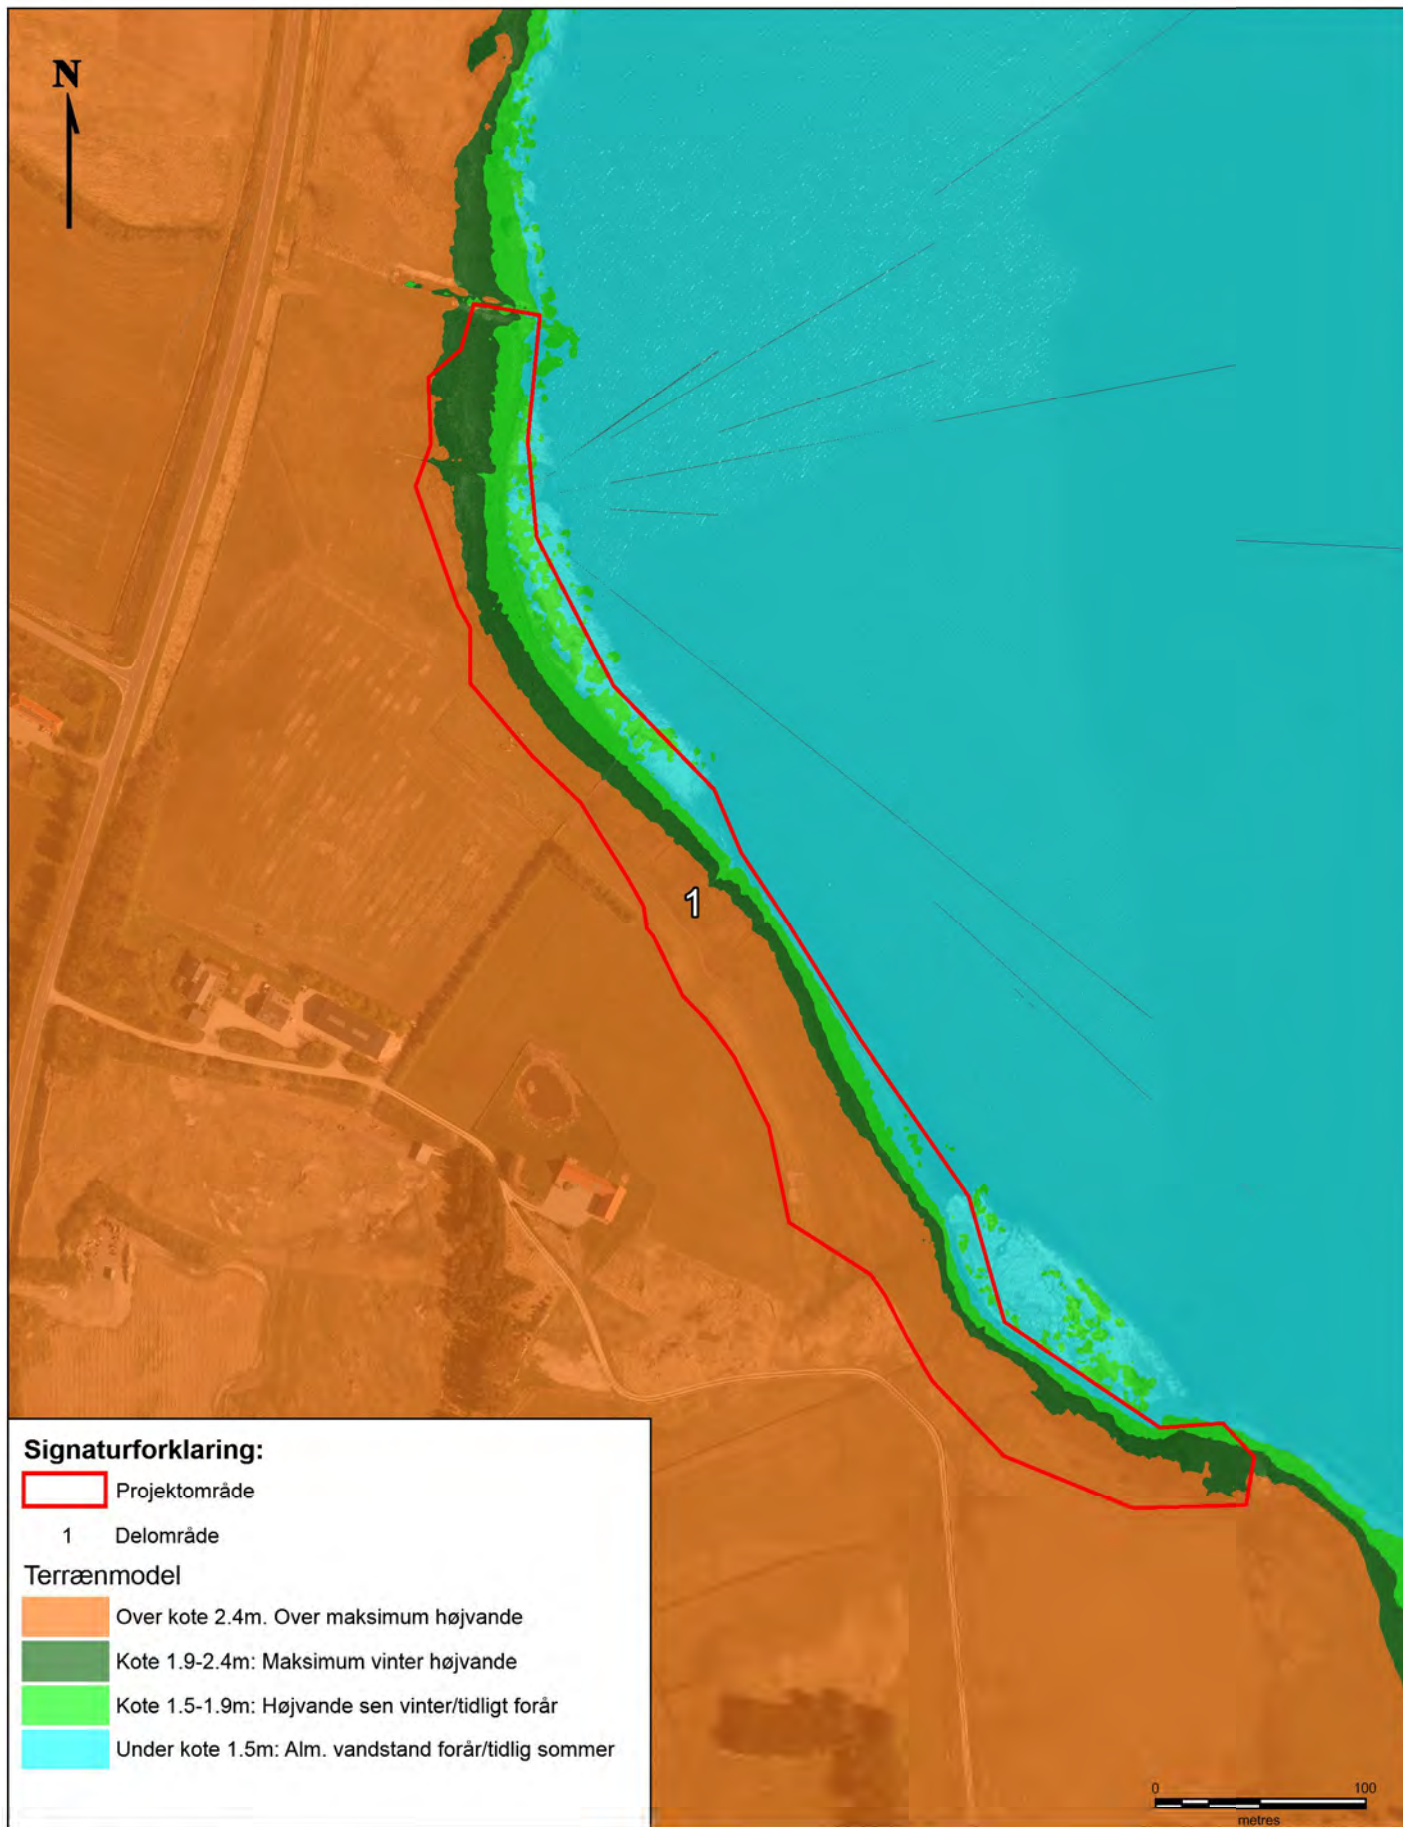 N
1
Signaturforklaring:
Projektområde
1 Delområde
Terrænmodel
Over kote 2.4m. Over maksimum højvande
Kote 1.9-2.4m: Maksimum vinter højvande
Kote 1.5-1.9m: Højvande sen vinter/tidligt forår
Under kote 1.5m: Alm. vandstand forår/tidlig sommer
0 100
metres